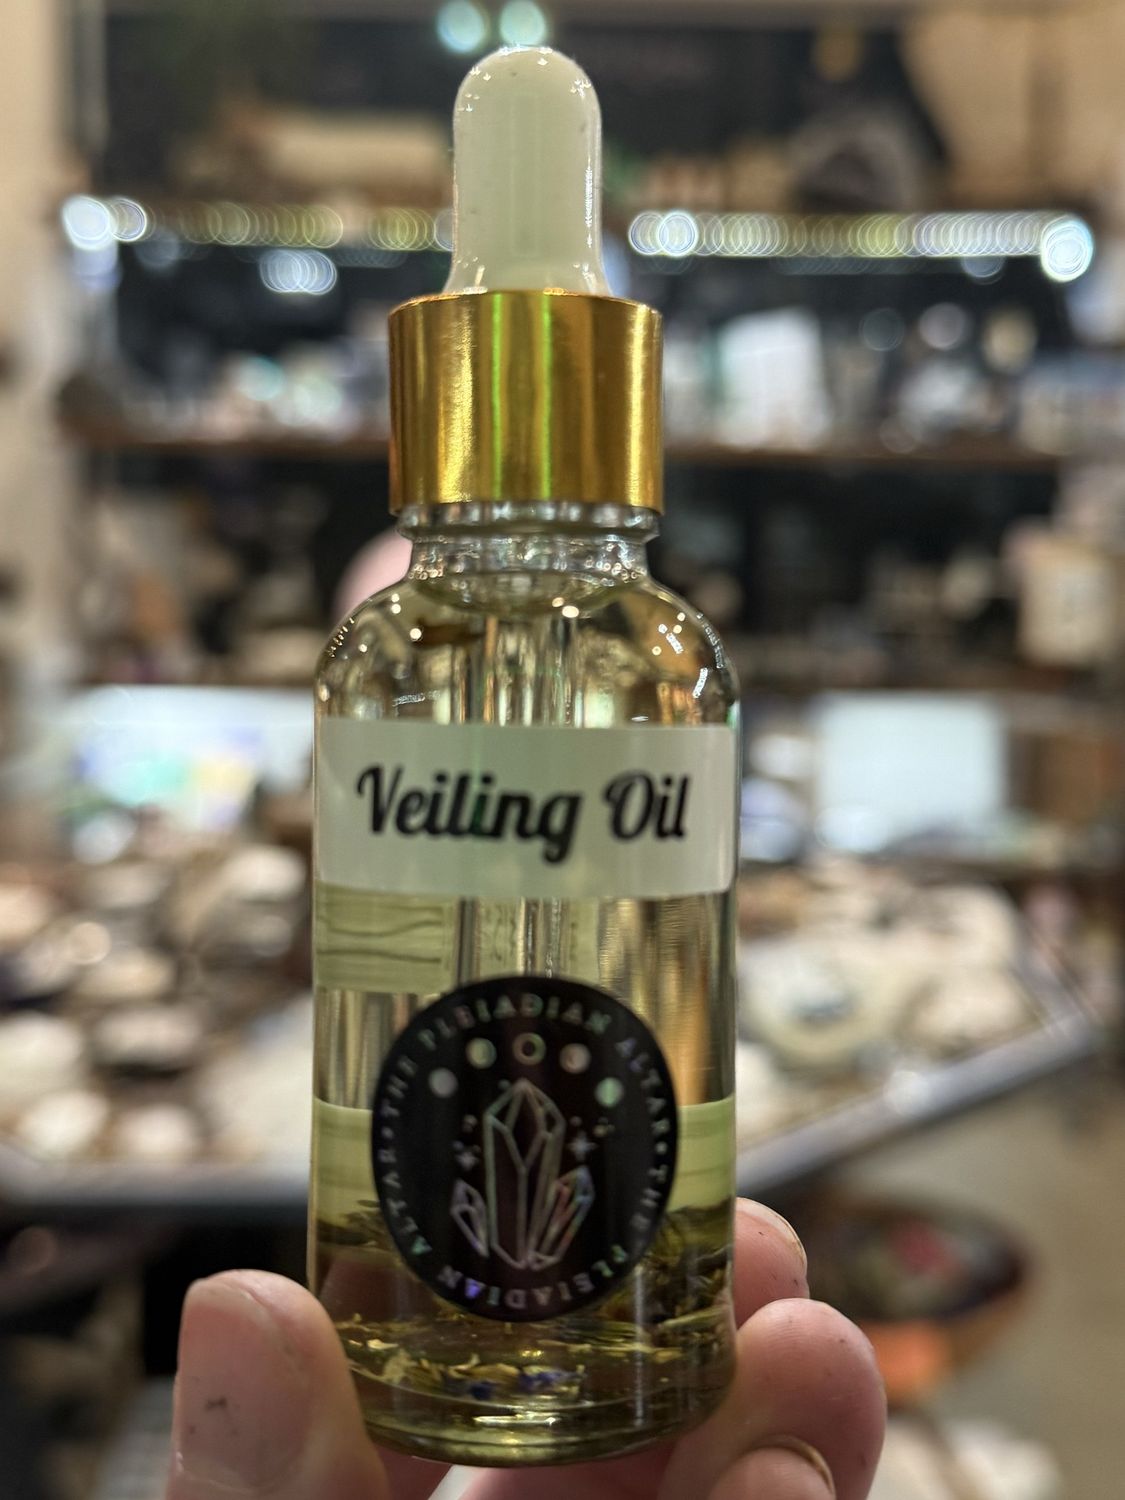 Veiling Oil
THE PLEIADIAN ALTAR • THE PLEIADIAN ALTAR •